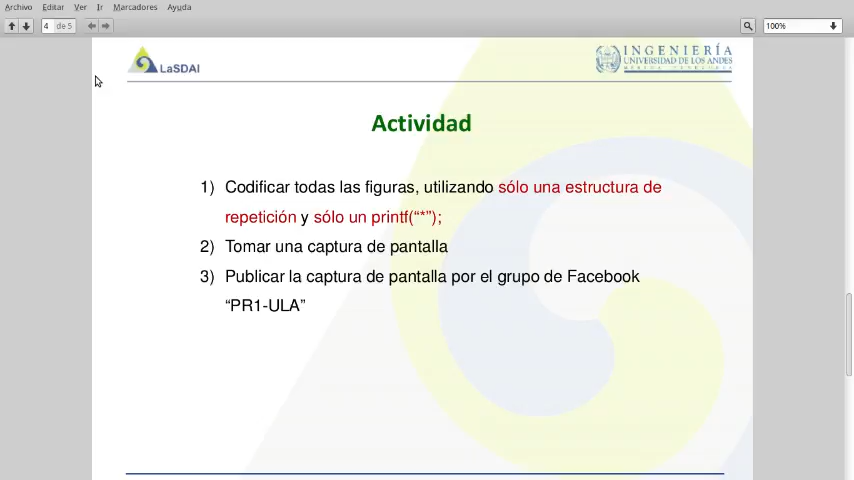 Archivo Editar Ver Ir Marcadores Ayuda
4 de 5 100%
LaSDAI
INGENIERÍA
UNIVERSIDAD DE LOS ANDES
MÉRIDA VENEZUELA
Actividad
1) Codificar todas las figuras, utilizando sólo una estructura de
repetición y sólo un printf(“*”);
2) Tomar una captura de pantalla
3) Publicar la captura de pantalla por el grupo de Facebook
“PR1-ULA”